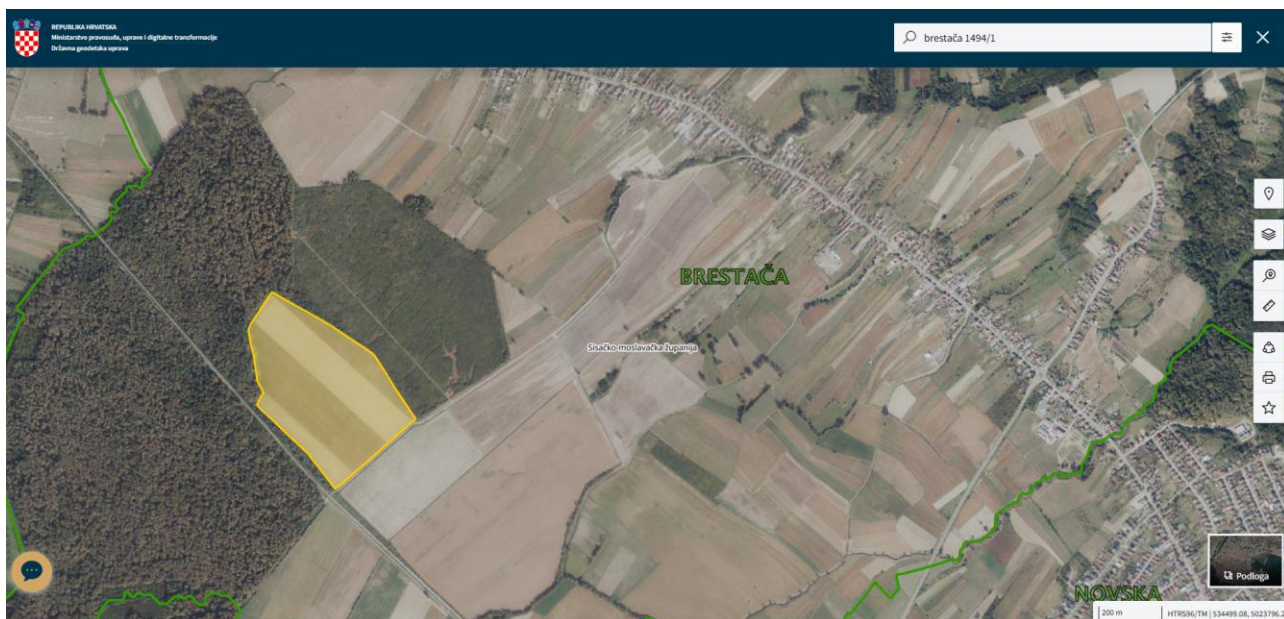 REPUBLIKA HRVATSKA
Ministarstvo pravosuđa, uprave i digitalne transformacije
Državna geodetska uprava
brestača 1494/1
BRESTAČA
Sisačko-moslavačka županija
Podloga
NOVSKA
200 m
HTRS96/TM | 534499.08, 5023796.2